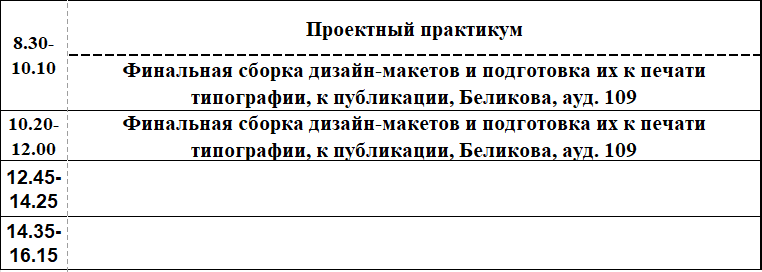 8.30-
10.10
Проектный практикум
Финальная сборка дизайн-макетов и подготовка их к печати
типографии, к публикации, Беликова, ауд. 109
10.20-
12.00
Финальная сборка дизайн-макетов и подготовка их к печати
типографии, к публикации, Беликова, ауд. 109
12.45-
14.25
14.35-
16.15